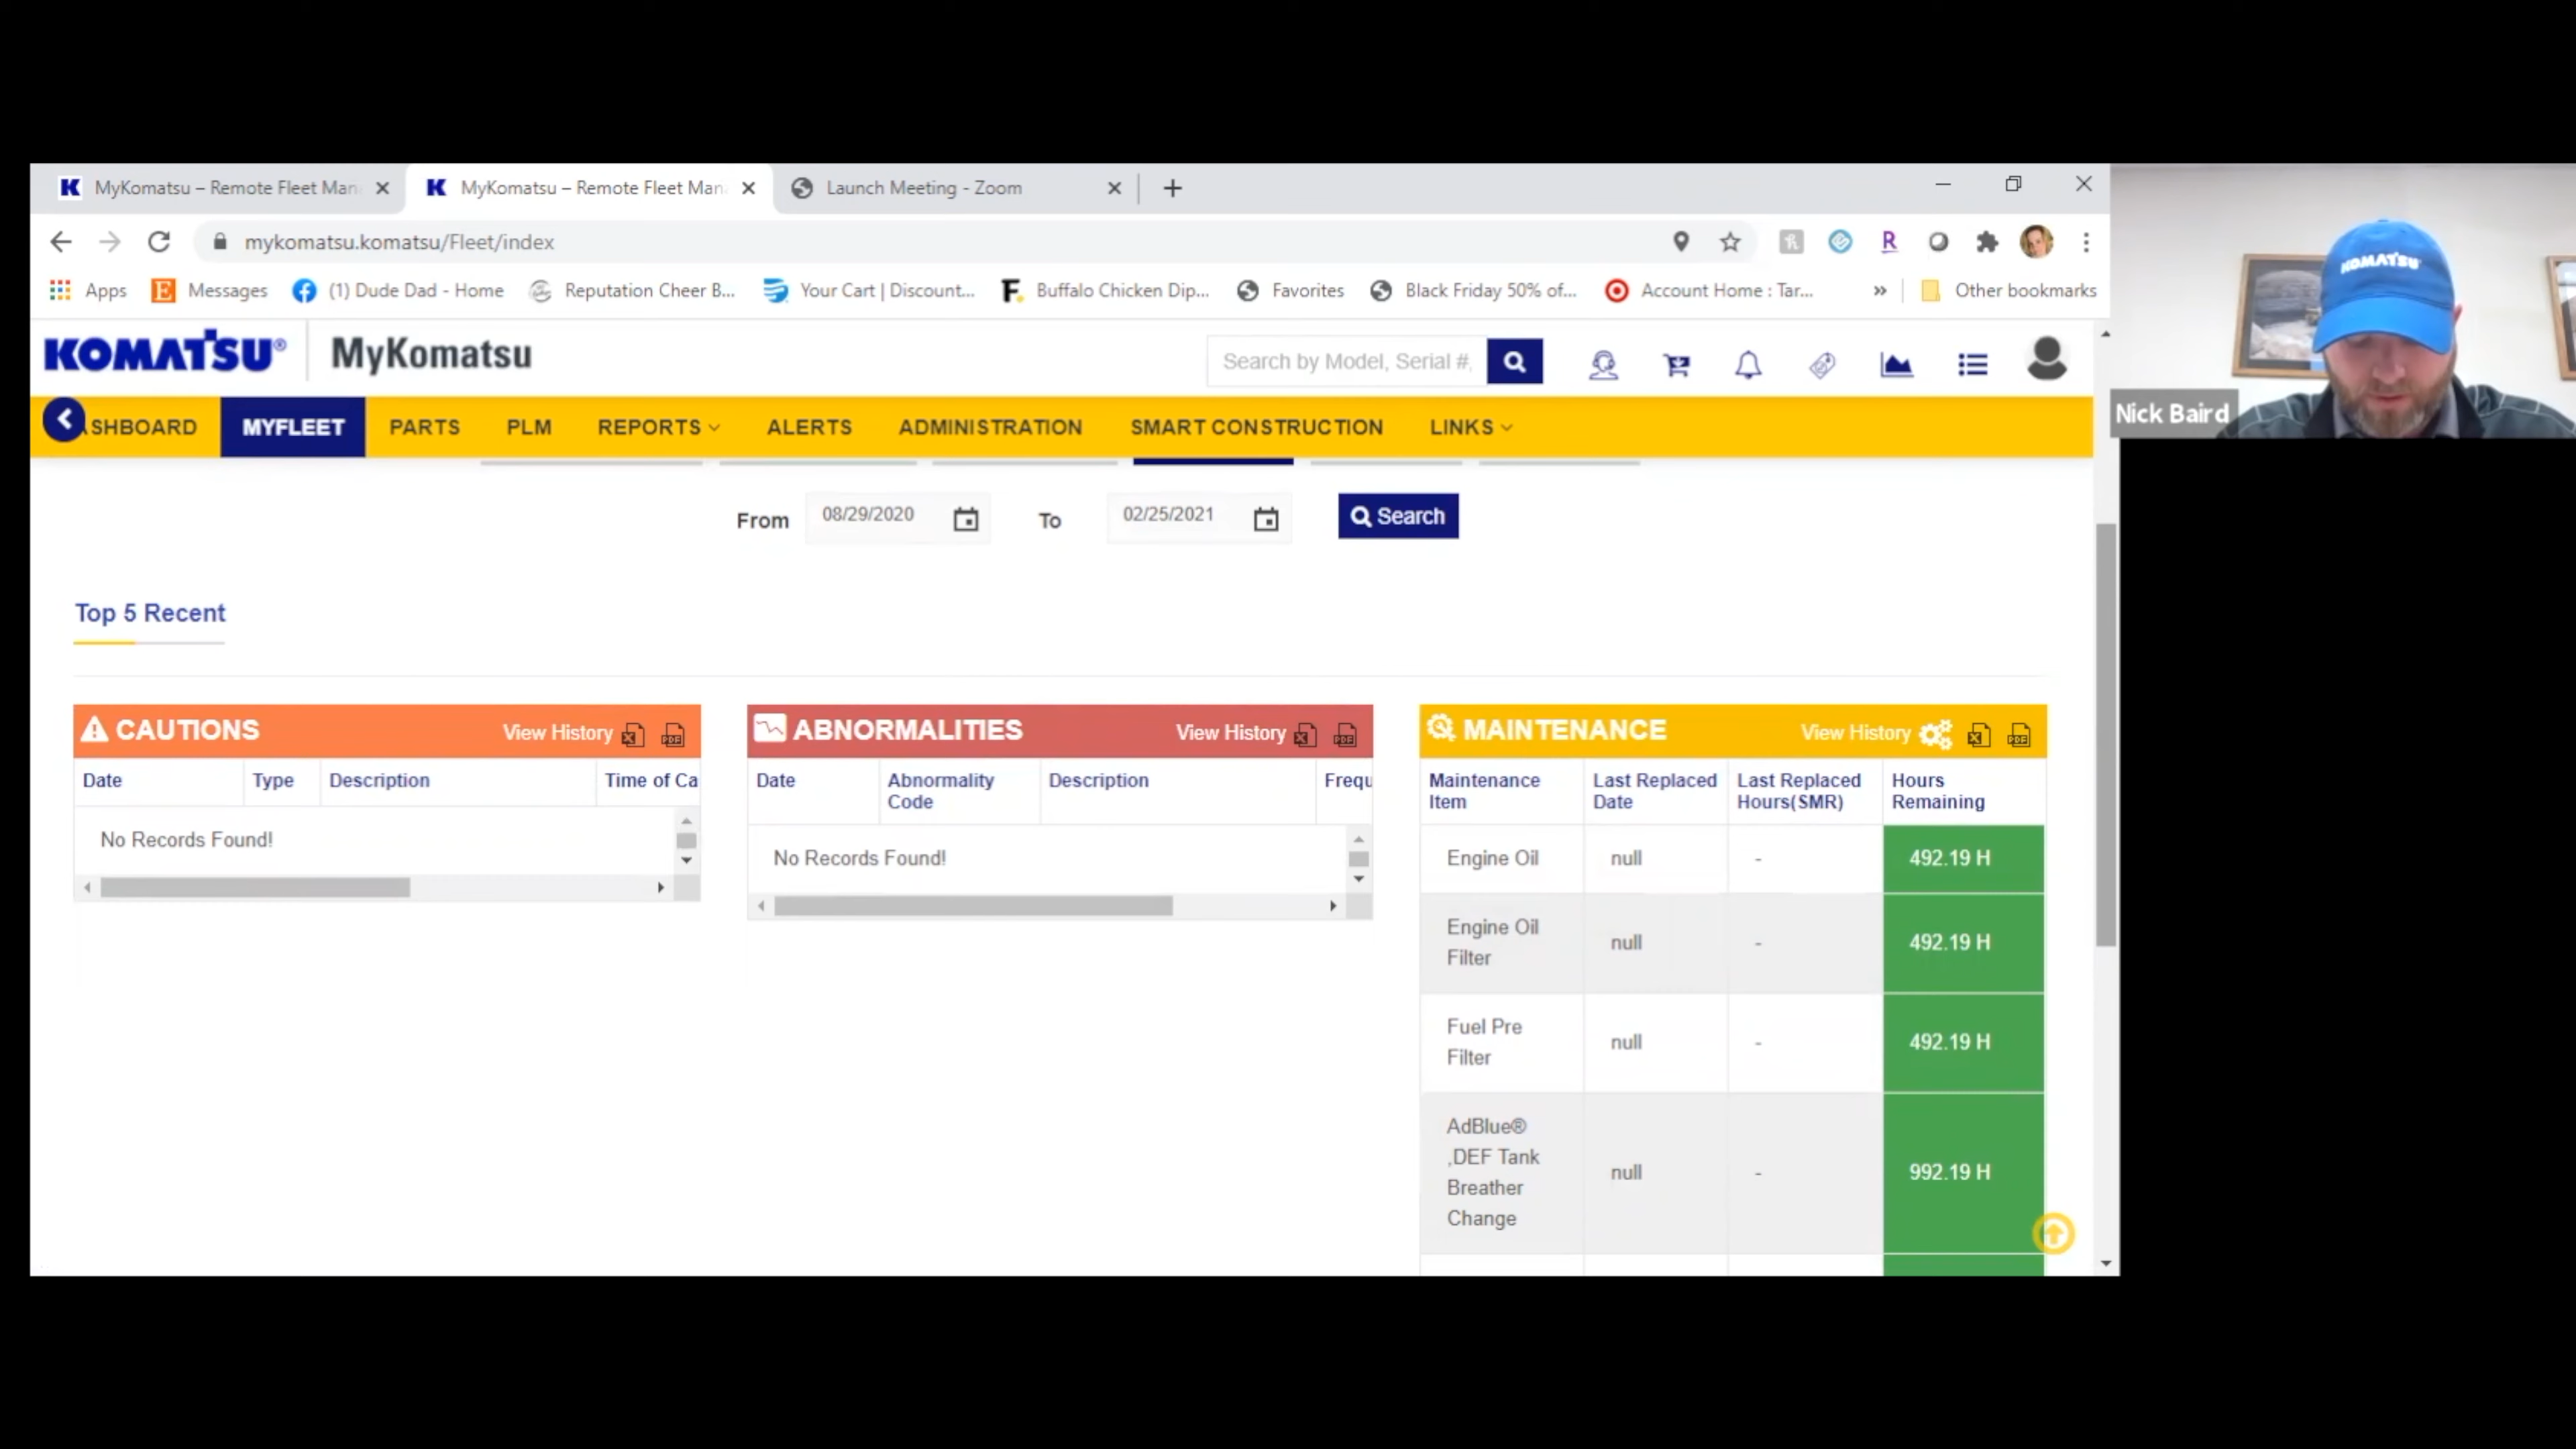 MyKomatsu – Remote Fleet Man
MyKomatsu – Remote Fleet Man
Launch Meeting - Zoom
mykomatsu.komatsu/Fleet/index
Apps
Messages
(1) Dude Dad - Home
Reputation Cheer B...
Your Cart | Discount...
Buffalo Chicken Dip...
Favorites
Black Friday 50% of...
Account Home : Tar...
»
Other bookmarks
KOMATSU®
MyKomatsu
Search by Model, Serial #,
KOMATSU
Nick Baird
SHBOARD
MYFLEET
PARTS
PLM
REPORTS
ALERTS
ADMINISTRATION
SMART CONSTRUCTION
LINKS
From
08/29/2020
To
02/25/2021
Search
Top 5 Recent
CAUTIONS
View History
PDF
Date
Type
Description
Time of Ca
No Records Found!
ABNORMALITIES
View History
PDF
Date
Abnormality
Code
Description
Frequ
No Records Found!
MAINTENANCE
View History
PDF
Maintenance
Item
Last Replaced
Date
Last Replaced
Hours(SMR)
Hours
Remaining
Engine Oil
null
-
492.19 H
Engine Oil
Filter
null
-
492.19 H
Fuel Pre
Filter
null
-
492.19 H
AdBlue®
,DEF Tank
Breather
Change
null
-
992.19 H